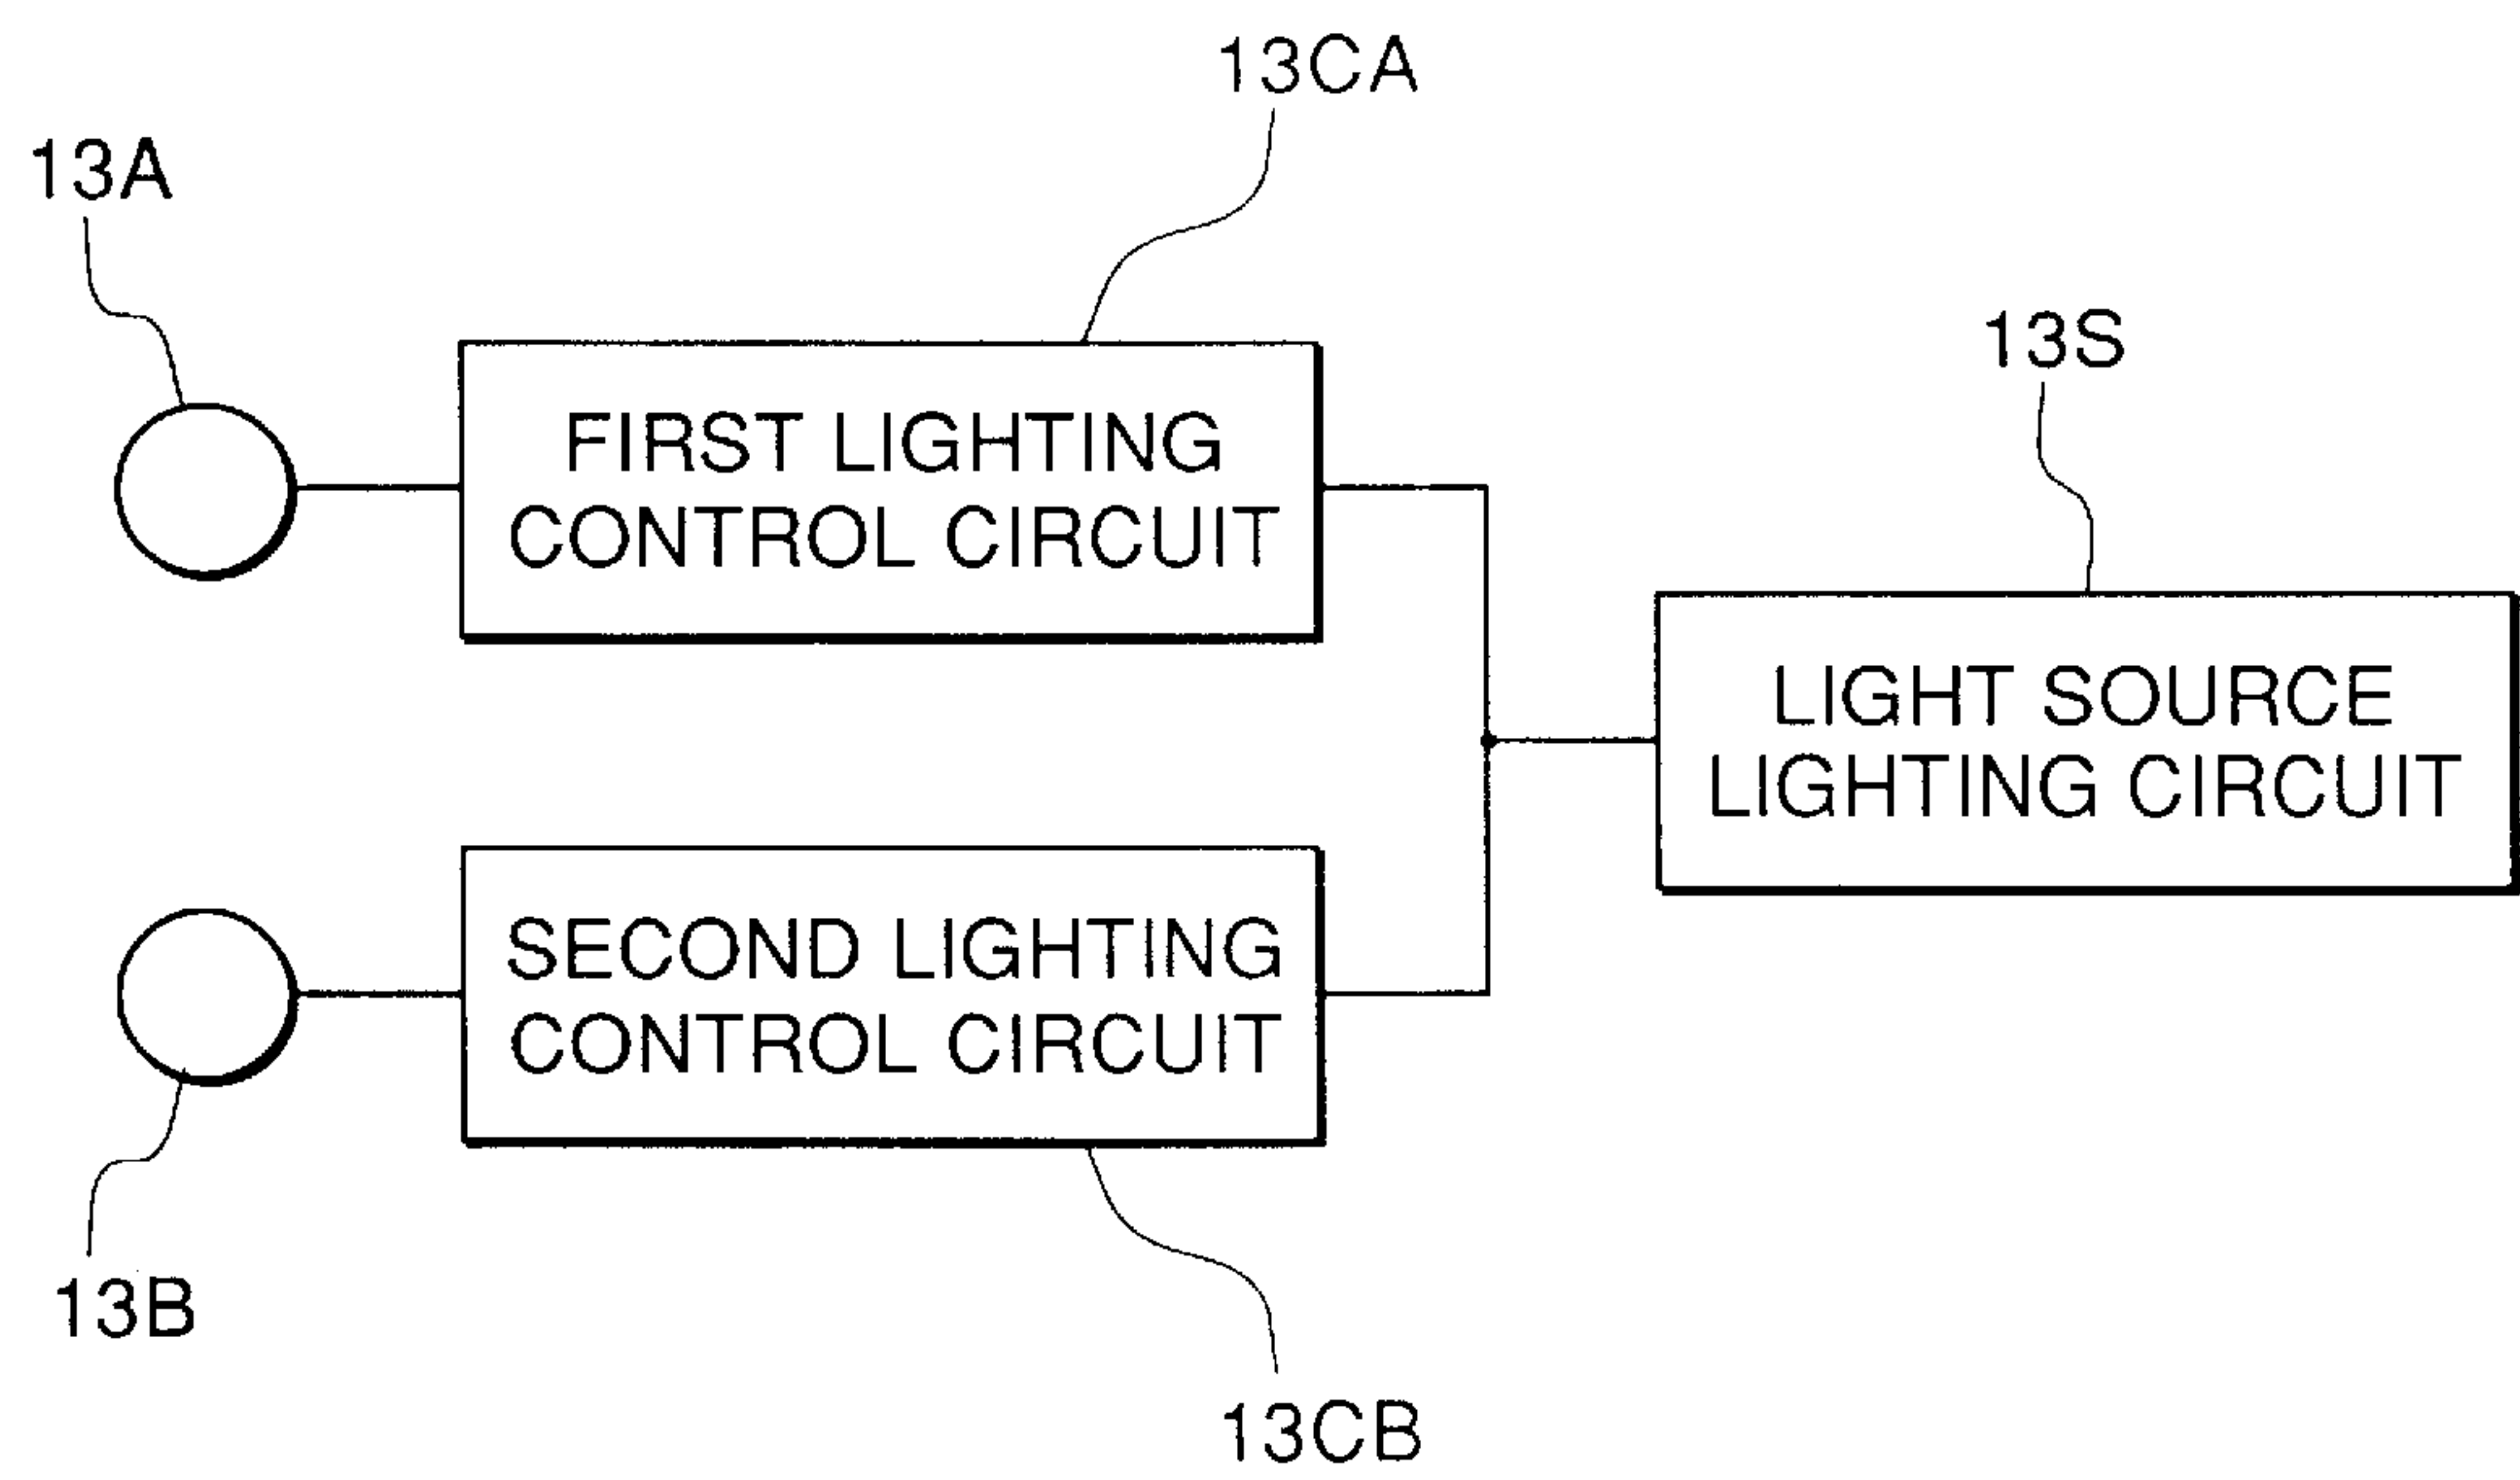 13CA
13A
13S
FIRST LIGHTING
CONTROL CIRCUIT
LIGHT SOURCE
LIGHTING CIRCUIT
SECOND LIGHTING
CONTROL CIRCUIT
13B
13CB